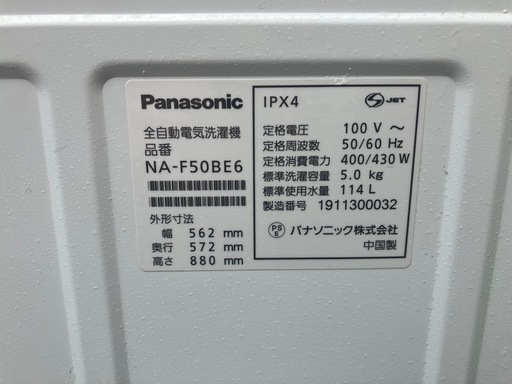 Panasonic
全自動電気洗濯機
品番
NA-F50BE6
外形寸法
幅 562 mm
奥行 572 mm
高さ 880 mm
IPX4
S JET
定格電圧 100 V ～
定格周波数 50/60 Hz
定格消費電力 400/430 W
標準洗濯容量 5.0 kg
標準使用水量 114 L
製造番号 1911300032
PS E パナソニック株式会社
中国製